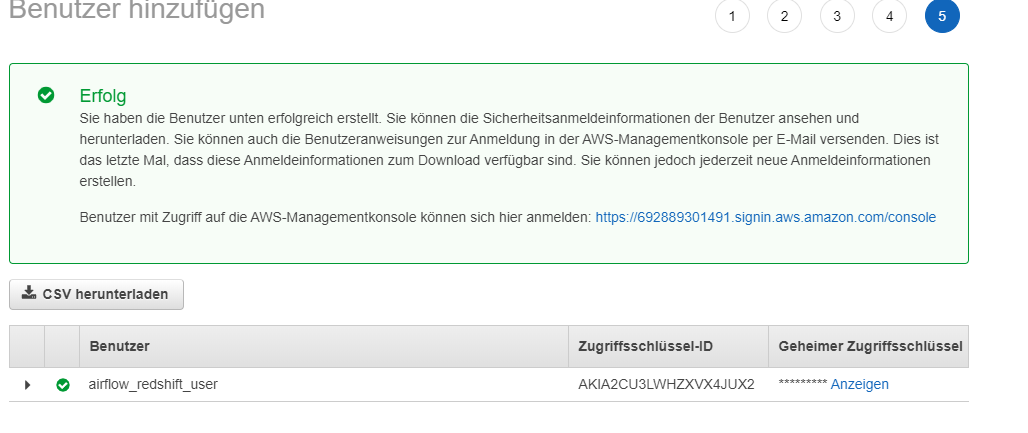 Benutzer hinzufügen
1 2 3 4 5
Erfolg
Sie haben die Benutzer unten erfolgreich erstellt. Sie können die Sicherheitsanmeldeinformationen der Benutzer ansehen und
herunterladen. Sie können auch die Benutzeranweisungen zur Anmeldung in der AWS-Managementkonsole per E-Mail versenden. Dies ist
das letzte Mal, dass diese Anmeldeinformationen zum Download verfügbar sind. Sie können jedoch jederzeit neue Anmeldeinformationen
erstellen.
Benutzer mit Zugriff auf die AWS-Managementkonsole können sich hier anmelden: https://692889301491.signin.aws.amazon.com/console
CSV herunterladen
Benutzer Zugriffsschlüssel-ID Geheimer Zugriffsschlüssel
airflow_redshift_user AKIA2CU3LWHZXVX4JUX2 ********* Anzeigen